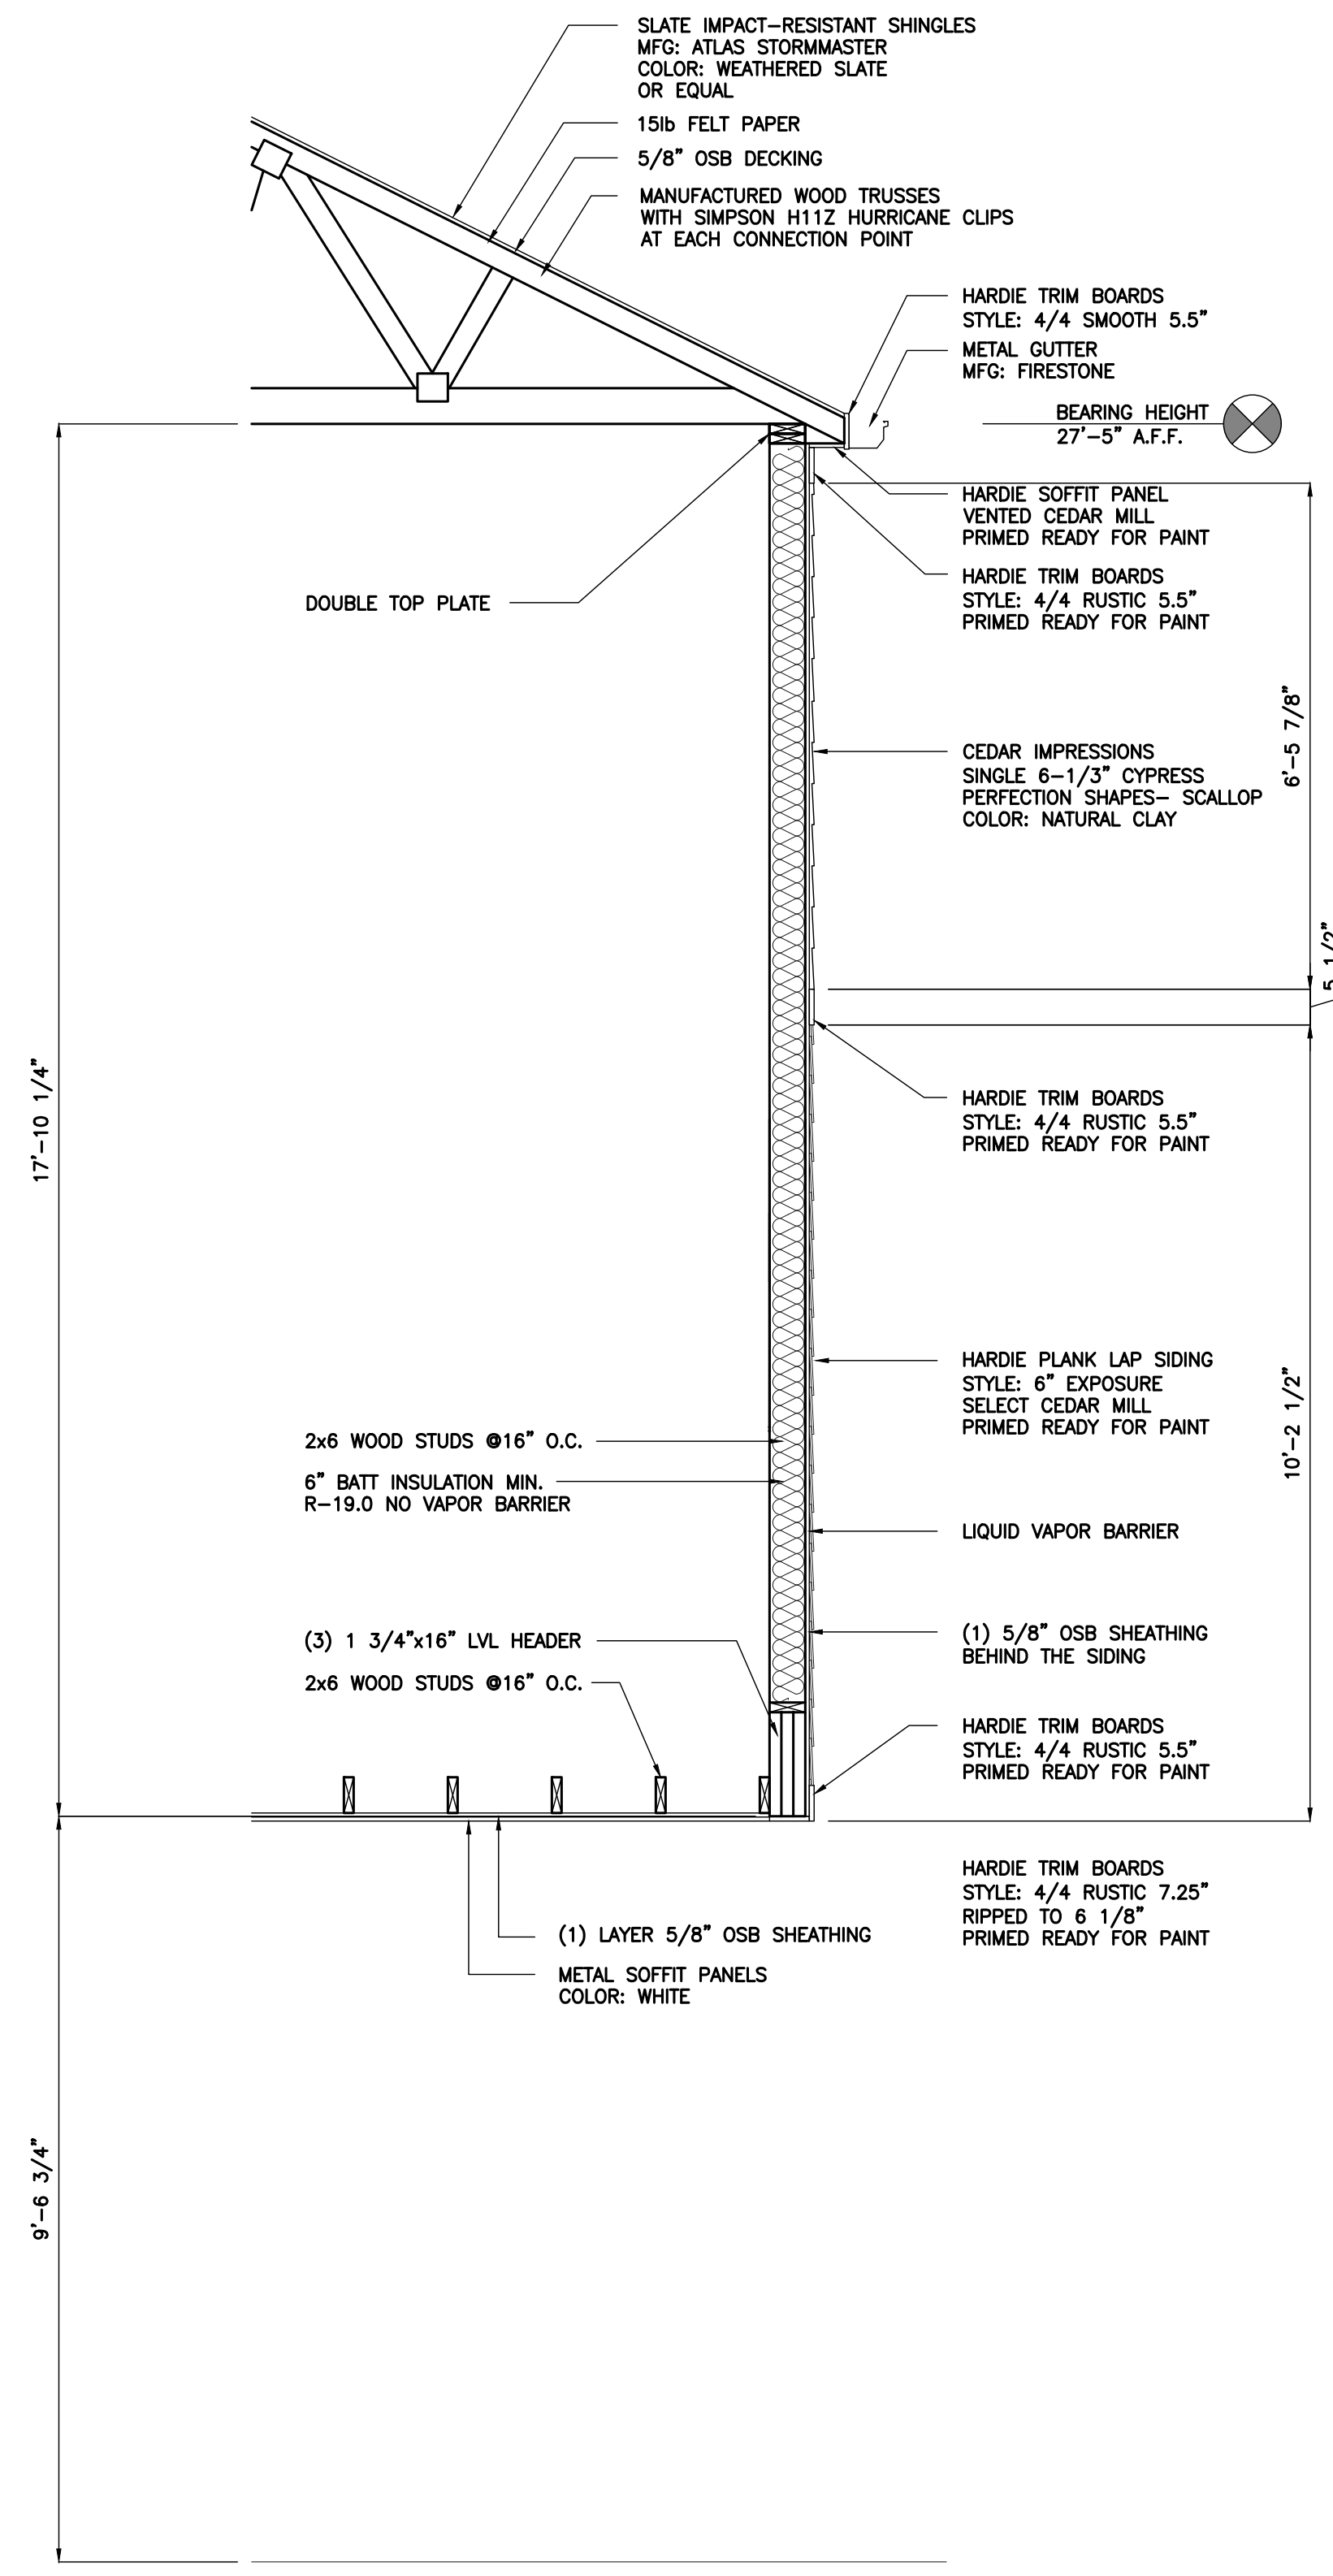 SLATE IMPACT-RESISTANT SHINGLES
MFG: ATLAS STORMMASTER
COLOR: WEATHERED SLATE
OR EQUAL
15lb FELT PAPER
5/8" OSB DECKING
MANUFACTURED WOOD TRUSSES
WITH SIMPSON H11Z HURRICANE CLIPS
AT EACH CONNECTION POINT
HARDIE TRIM BOARDS
STYLE: 4/4 SMOOTH 5.5"
METAL GUTTER
MFG: FIRESTONE
BEARING HEIGHT
27'-5" A.F.F.
HARDIE SOFFIT PANEL
VENTED CEDAR MILL
PRIMED READY FOR PAINT
HARDIE TRIM BOARDS
STYLE: 4/4 RUSTIC 5.5"
PRIMED READY FOR PAINT
DOUBLE TOP PLATE
6'-5 7/8"
CEDAR IMPRESSIONS
SINGLE 6-1/3" CYPRESS
PERFECTION SHAPES- SCALLOP
COLOR: NATURAL CLAY
5 1/2"
17'-10 1/4"
HARDIE TRIM BOARDS
STYLE: 4/4 RUSTIC 5.5"
PRIMED READY FOR PAINT
HARDIE PLANK LAP SIDING
STYLE: 6" EXPOSURE
SELECT CEDAR MILL
PRIMED READY FOR PAINT
10'-2 1/2"
2x6 WOOD STUDS @16" O.C.
6" BATT INSULATION MIN.
R-19.0 NO VAPOR BARRIER
LIQUID VAPOR BARRIER
(3) 1 3/4"x16" LVL HEADER
2x6 WOOD STUDS @16" O.C.
(1) 5/8" OSB SHEATHING
BEHIND THE SIDING
HARDIE TRIM BOARDS
STYLE: 4/4 RUSTIC 5.5"
PRIMED READY FOR PAINT
HARDIE TRIM BOARDS
STYLE: 4/4 RUSTIC 7.25"
RIPPED TO 6 1/8"
PRIMED READY FOR PAINT
(1) LAYER 5/8" OSB SHEATHING
METAL SOFFIT PANELS
COLOR: WHITE
9'-6 3/4"